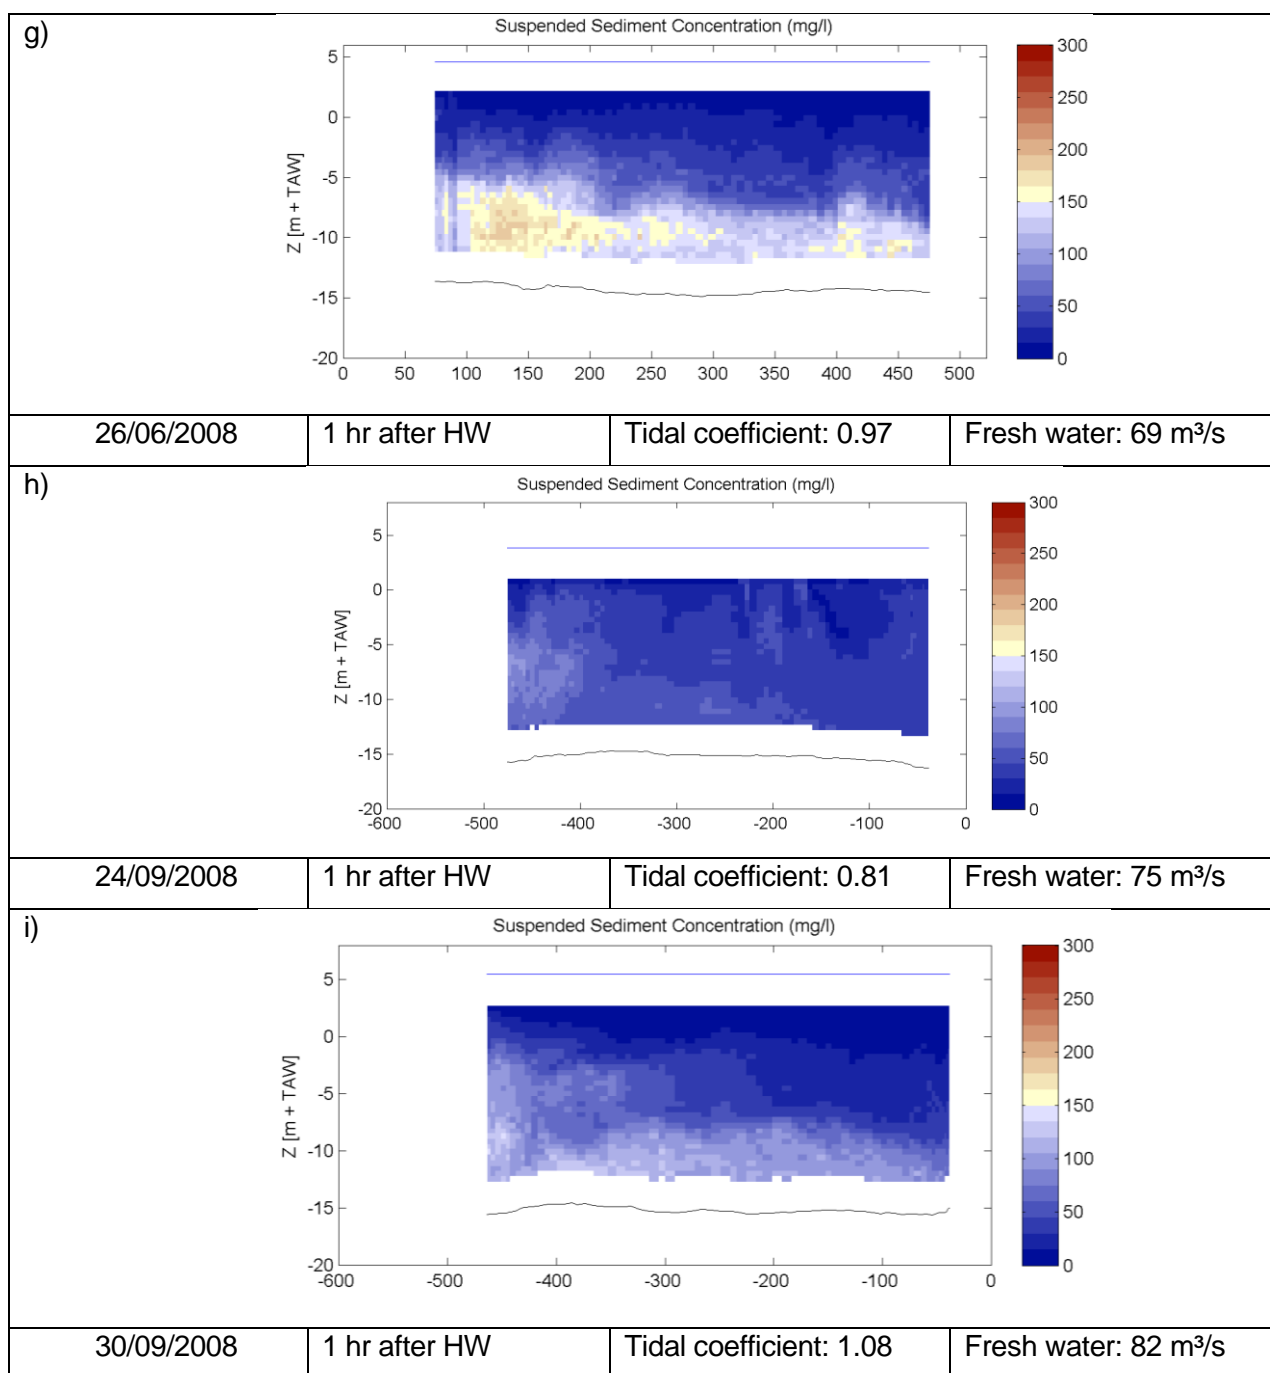 g)
Suspended Sediment Concentration (mg/l)
5
0
-5
-10
-15
-20
Z [m + TAW]
0 50 100 150 200 250 300 350 400 450 500
300
250
200
150
100
50
0
26/06/2008 1 hr after HW Tidal coefficient: 0.97 Fresh water: 69 m³/s
h)
Suspended Sediment Concentration (mg/l)
5
0
-5
-10
-15
-20
Z [m + TAW]
-600 -500 -400 -300 -200 -100 0
300
250
200
150
100
50
0
24/09/2008 1 hr after HW Tidal coefficient: 0.81 Fresh water: 75 m³/s
i)
Suspended Sediment Concentration (mg/l)
5
0
-5
-10
-15
-20
Z [m + TAW]
-600 -500 -400 -300 -200 -100 0
300
250
200
150
100
50
0
30/09/2008 1 hr after HW Tidal coefficient: 1.08 Fresh water: 82 m³/s